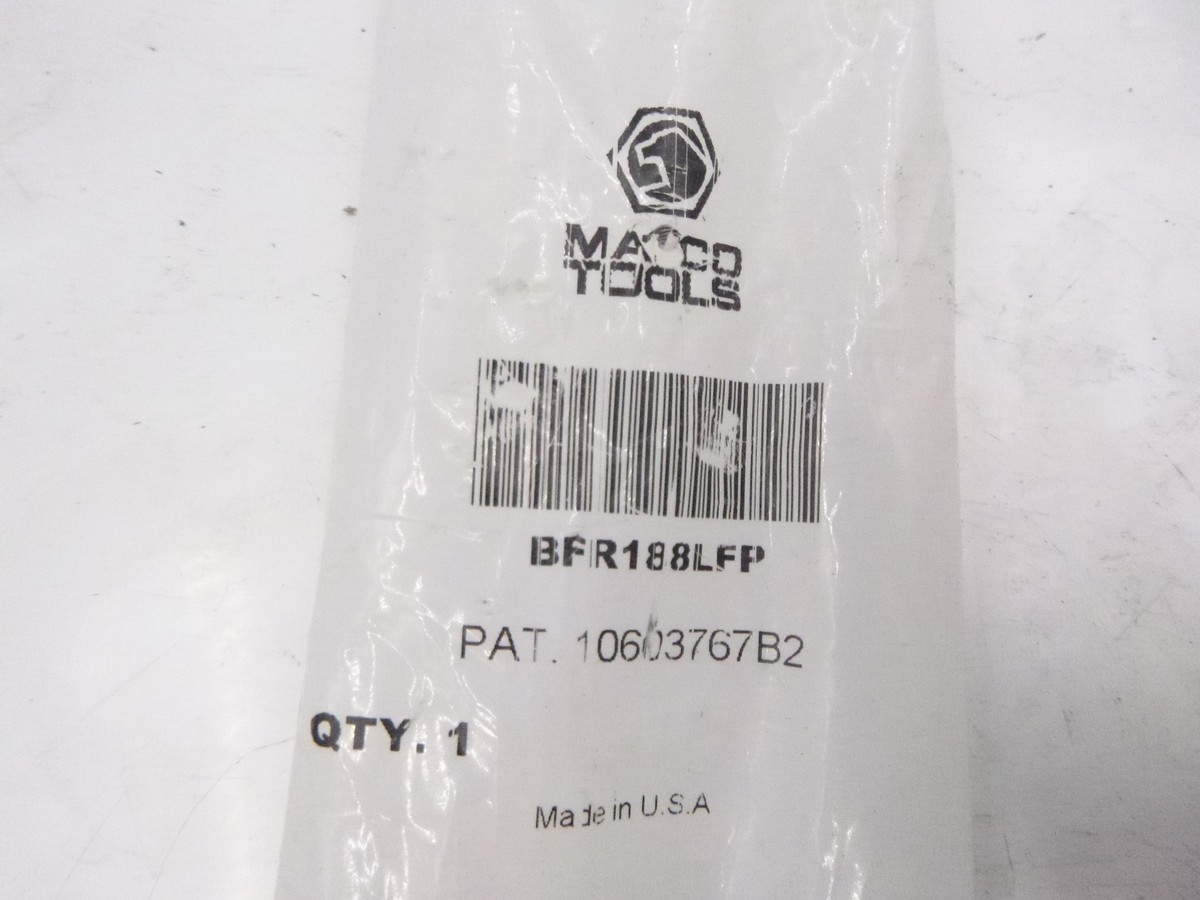 MATCO
TOOLS
BFR188LFP
PAT. 10603767B2
QTY. 1
Made in U.S.A